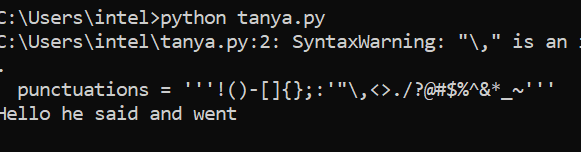 C:\Users\intel>python tanya.py
C:\Users\intel\tanya.py:2: SyntaxWarning: "\," is an
.
punctuations = '''!()-[]{};:'"\,<>./?@#$%^&*_~'''
Hello he said and went